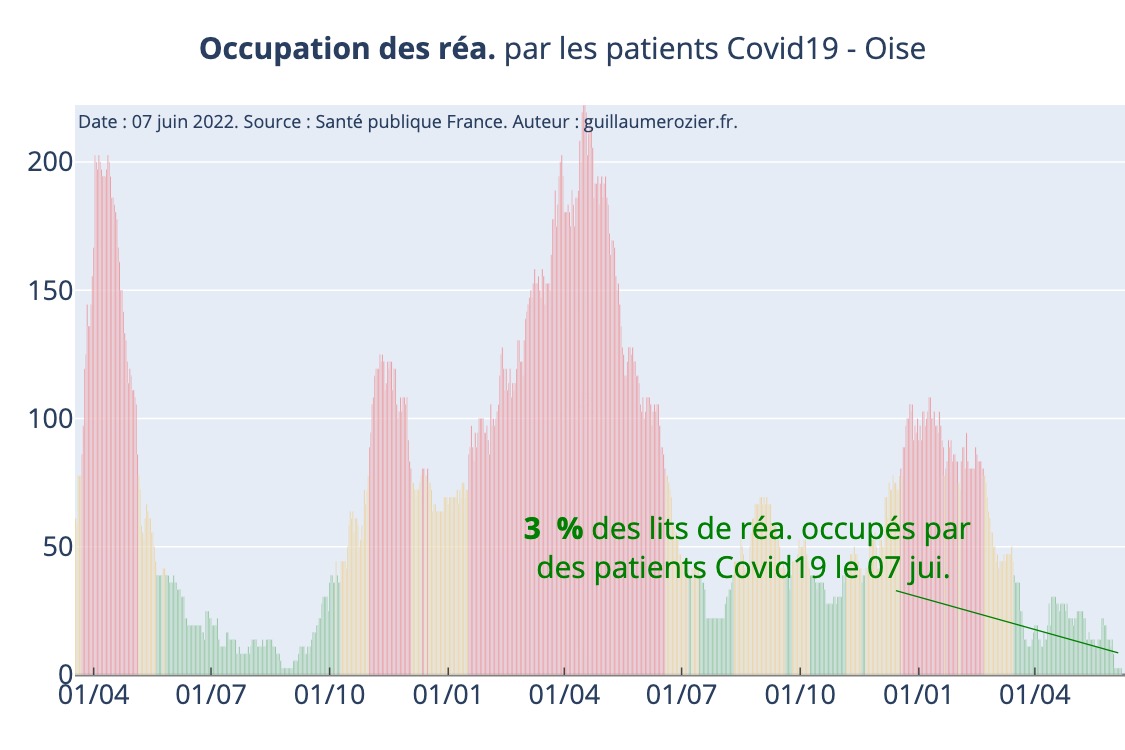 Occupation des réa. par les patients Covid19 - Oise
Date : 07 juin 2022. Source : Santé publique France. Auteur : guillaumerozier.fr.
200
150
100
50
0
3 % des lits de réa. occupés par
des patients Covid19 le 07 jui.
01/04 01/07 01/10 01/01 01/04 01/07 01/10 01/01 01/04